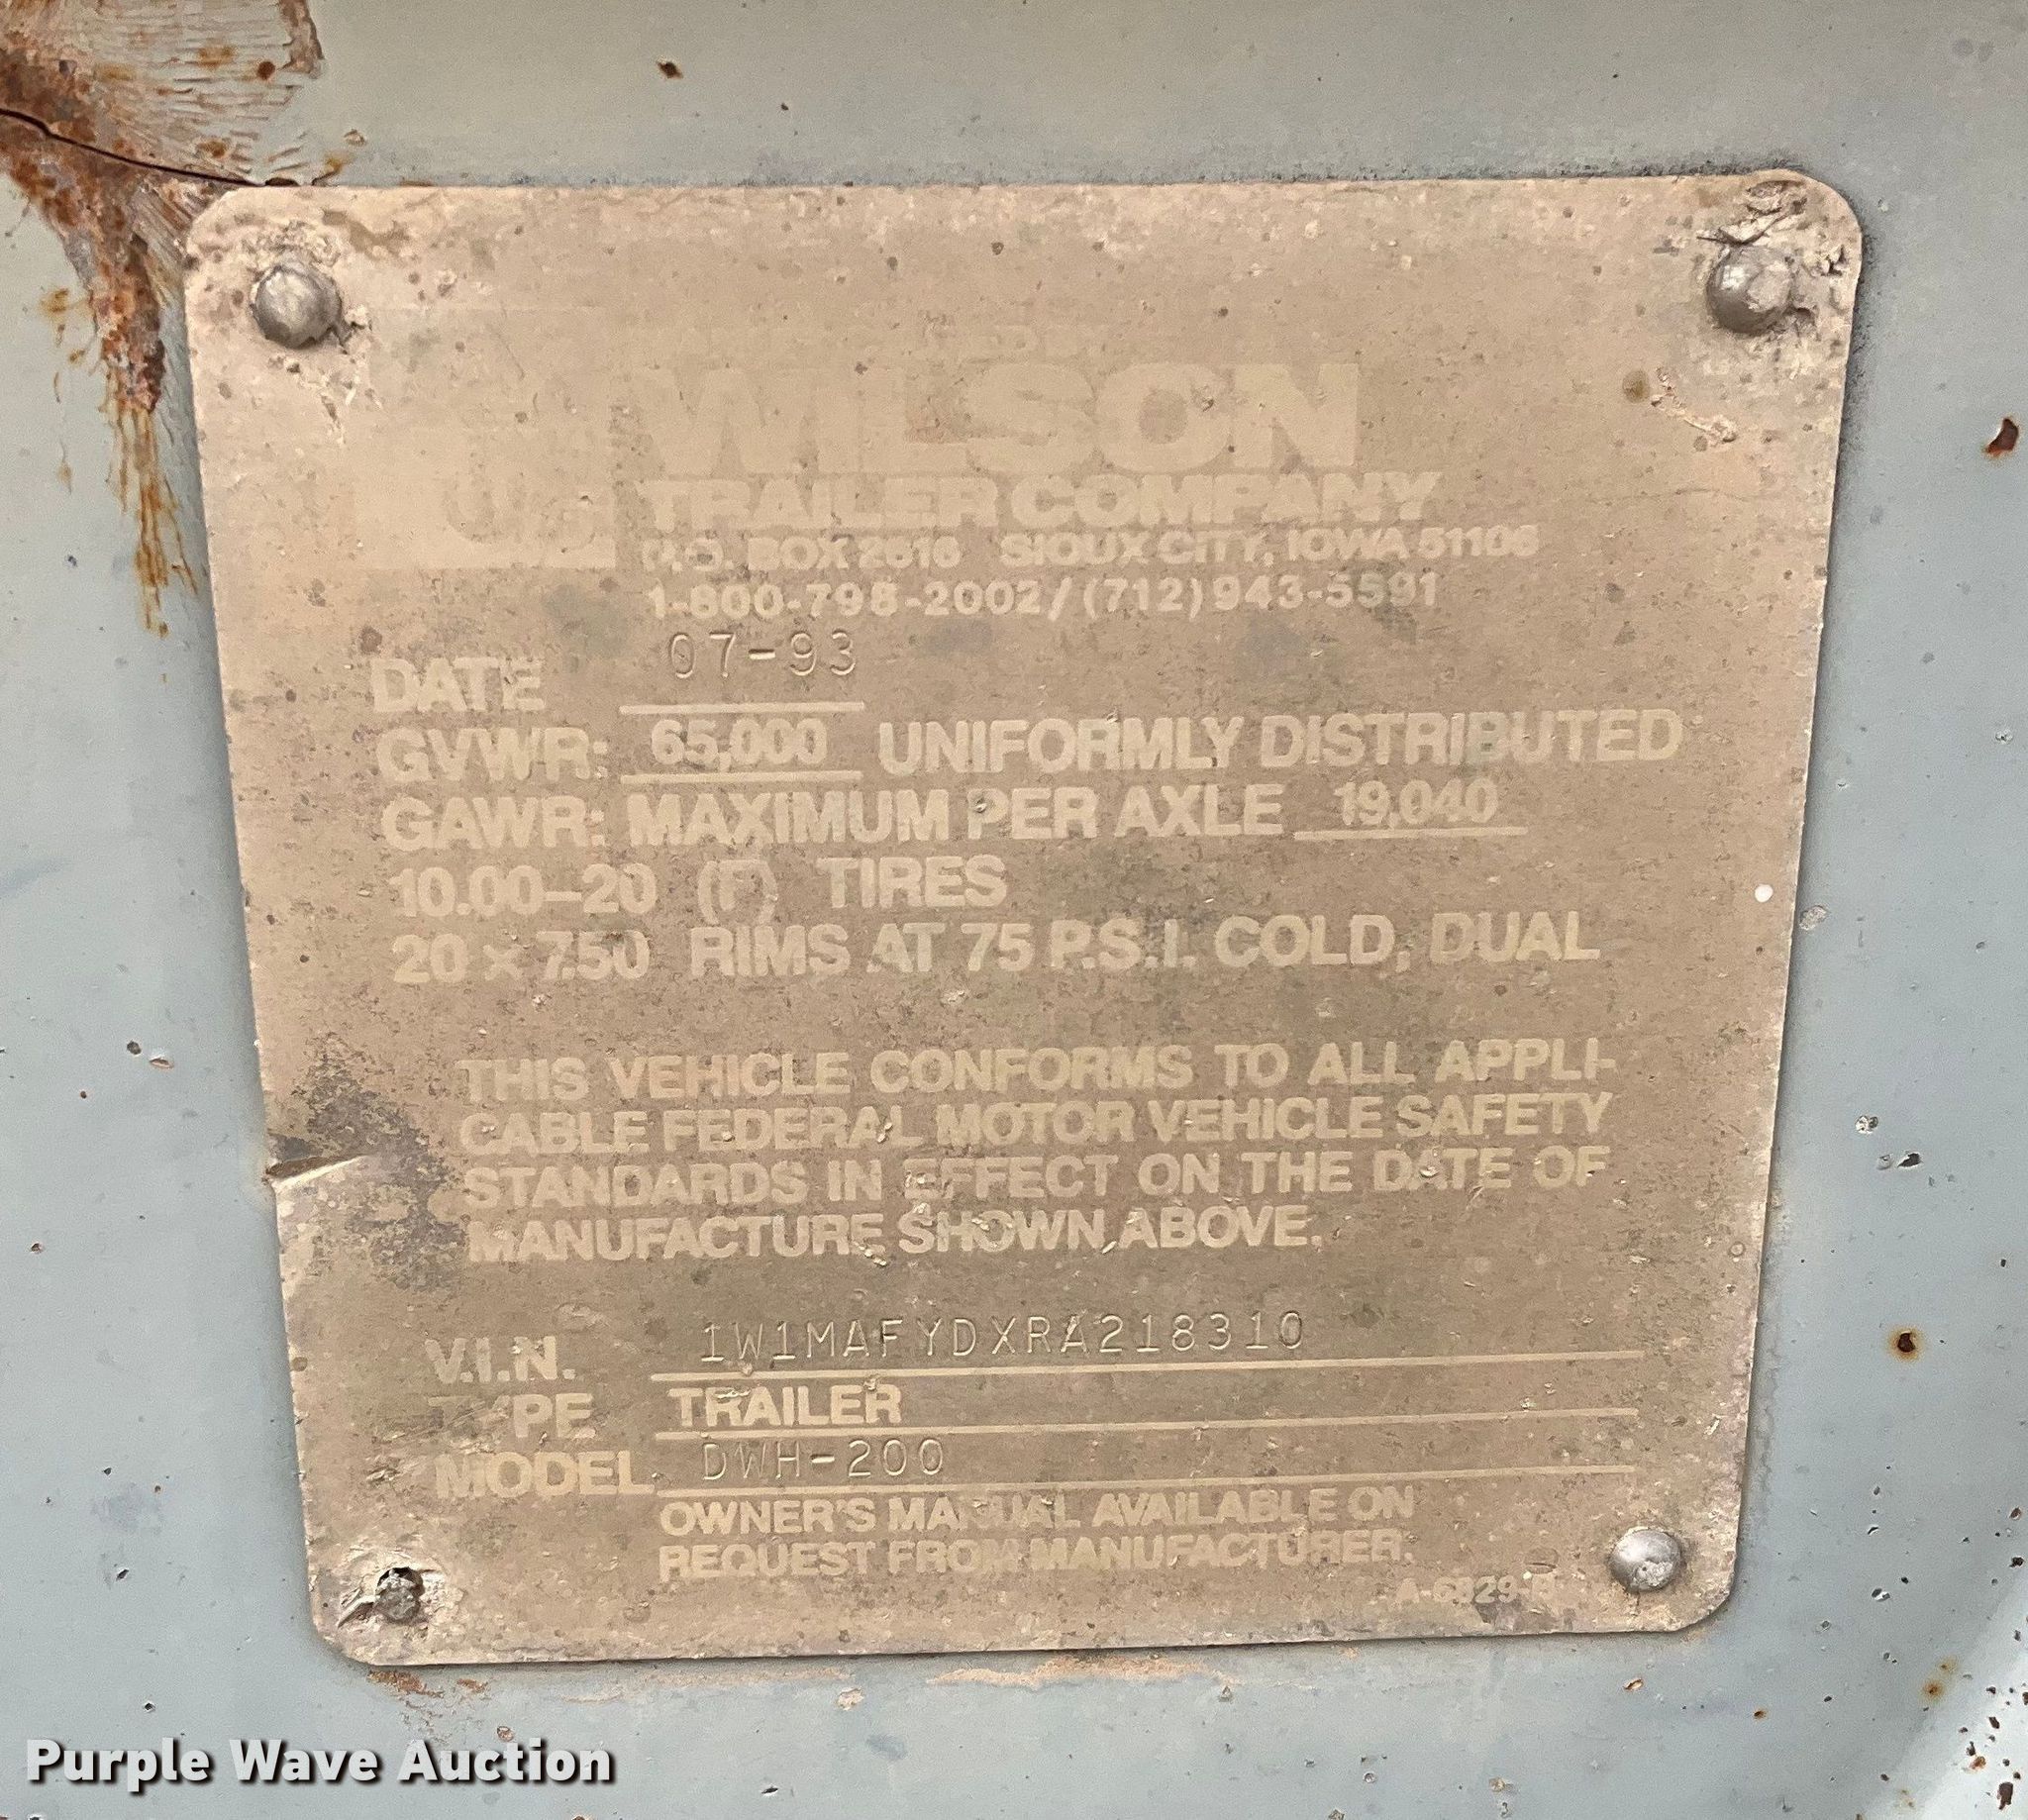 WILSON
TRAILER COMPANY
P.O. BOX SIOUX CITY, IOWA 51106
1-800-798-2002/(712)943-5591
DATE 07-93
GVWR: 65,000 UNIFORMLY DISTRIBUTED
GAWR: MAXIMUM PER AXLE 19,040
10.00-20 (F) TIRES
20 x 7.50 RIMS AT 75 P.S.I. COLD, DUAL
THIS VEHICLE CONFORMS TO ALL APPLI-
CABLE FEDERAL MOTOR VEHICLE SAFETY
STANDARDS IN EFFECT ON THE DATE OF
MANUFACTURE SHOWN ABOVE.
V.I.N. 1W1MAFYDXRA218310
TYPE TRAILER
MODEL DWH-200
OWNER'S MANUAL AVAILABLE ON
REQUEST FROM MANUFACTURER.
Purple Wave Auction